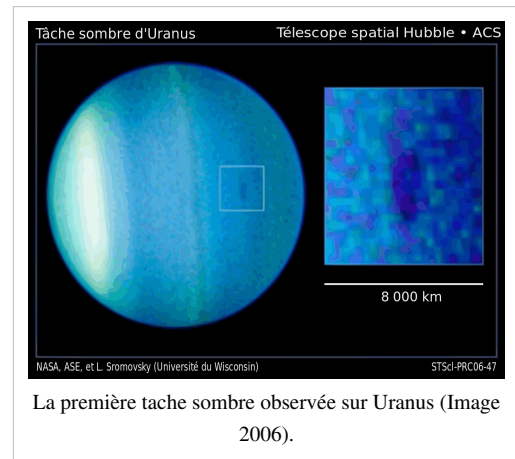 Tâche sombre d'Uranus
Télescope spatial Hubble • ACS
8 000 km
NASA, ASE, et L. Sromovsky (Université du Wisconsin)
STScI-PRC06-47
La première tache sombre observée sur Uranus (Image
2006).